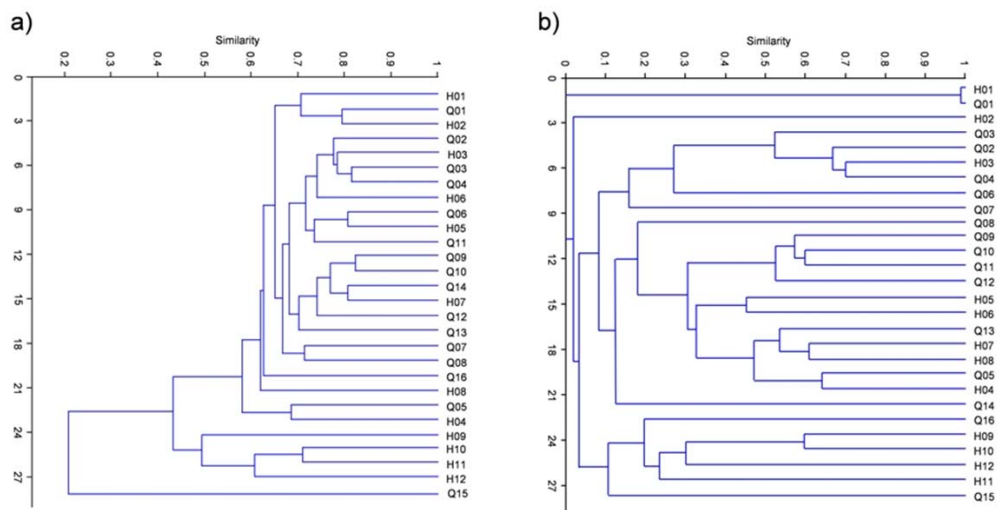 a)
Similarity
0.2 0.3 0.4 0.5 0.6 0.7 0.8 0.9 1
0
3
6
9
12
15
18
21
24
27
H01
Q01
H02
Q02
H03
Q03
Q04
H06
Q06
H05
Q11
Q09
Q10
Q14
H07
Q12
Q13
Q07
Q08
Q16
H08
Q05
H04
H09
H10
H11
H12
Q15
b)
Similarity
0 0.1 0.2 0.3 0.4 0.5 0.6 0.7 0.8 0.9 1
0
3
6
9
12
15
18
21
24
27
H01
Q01
H02
Q03
Q02
H03
Q04
Q06
Q07
Q08
Q09
Q10
Q11
Q12
H05
H06
Q13
H07
H08
Q05
H04
Q14
Q16
H09
H10
H12
H11
Q15